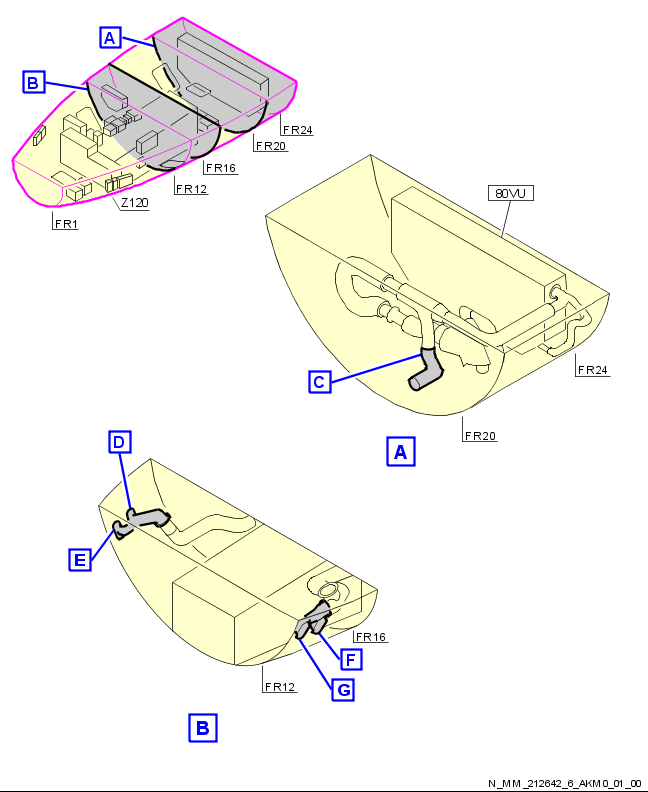 A
B
FR24
FR20
FR16
FR12
Z120
FR1
80VU
C
FR24
FR20
A
D
E
FR16
F
FR12
G
B
N_MM_212642_6_AKM0_01_00